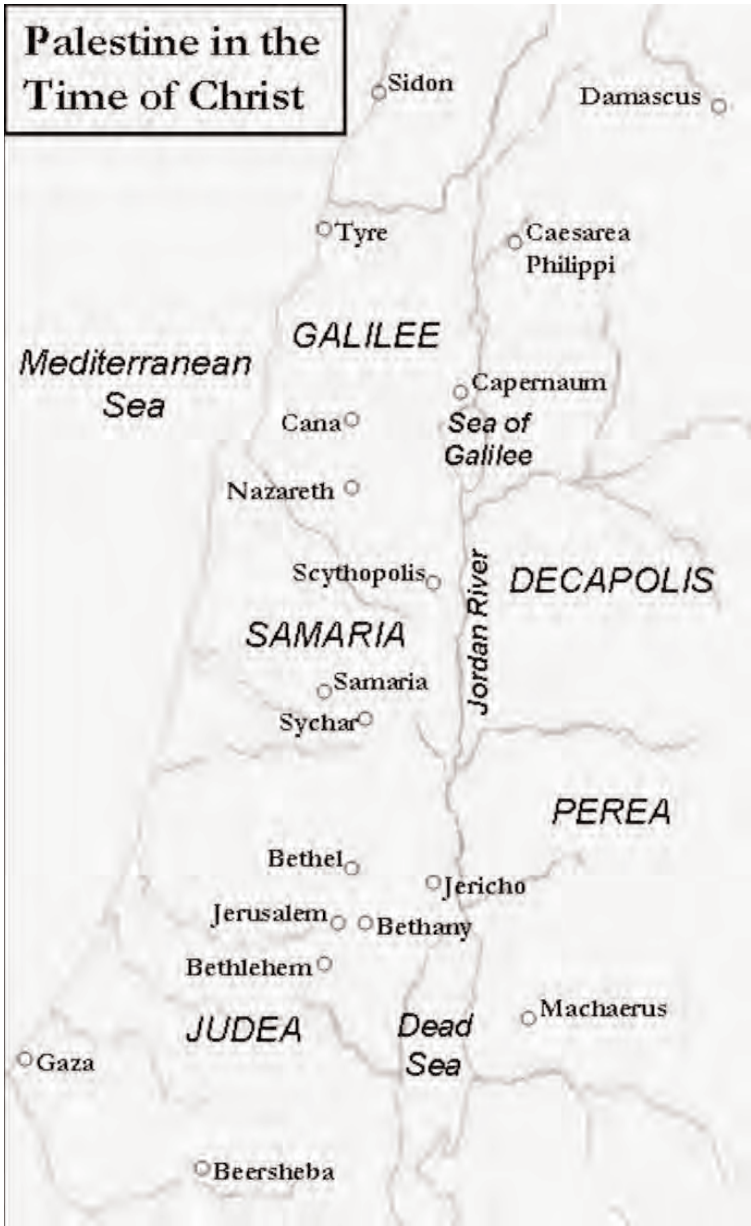 Palestine in the
Time of Christ
Sidon
Damascus
Tyre
Caesarea
Philippi
GALILEE
Mediterranean
Sea
Capernaum
Cana
Sea of
Galilee
Nazareth
Scythopolis
DECAPOLIS
Jordan River
SAMARIA
Samaria
Sychar
PEREA
Bethel
Jericho
Jerusalem
Bethany
Bethlehem
Machaerus
JUDEA
Dead
Sea
Gaza
Beersheba